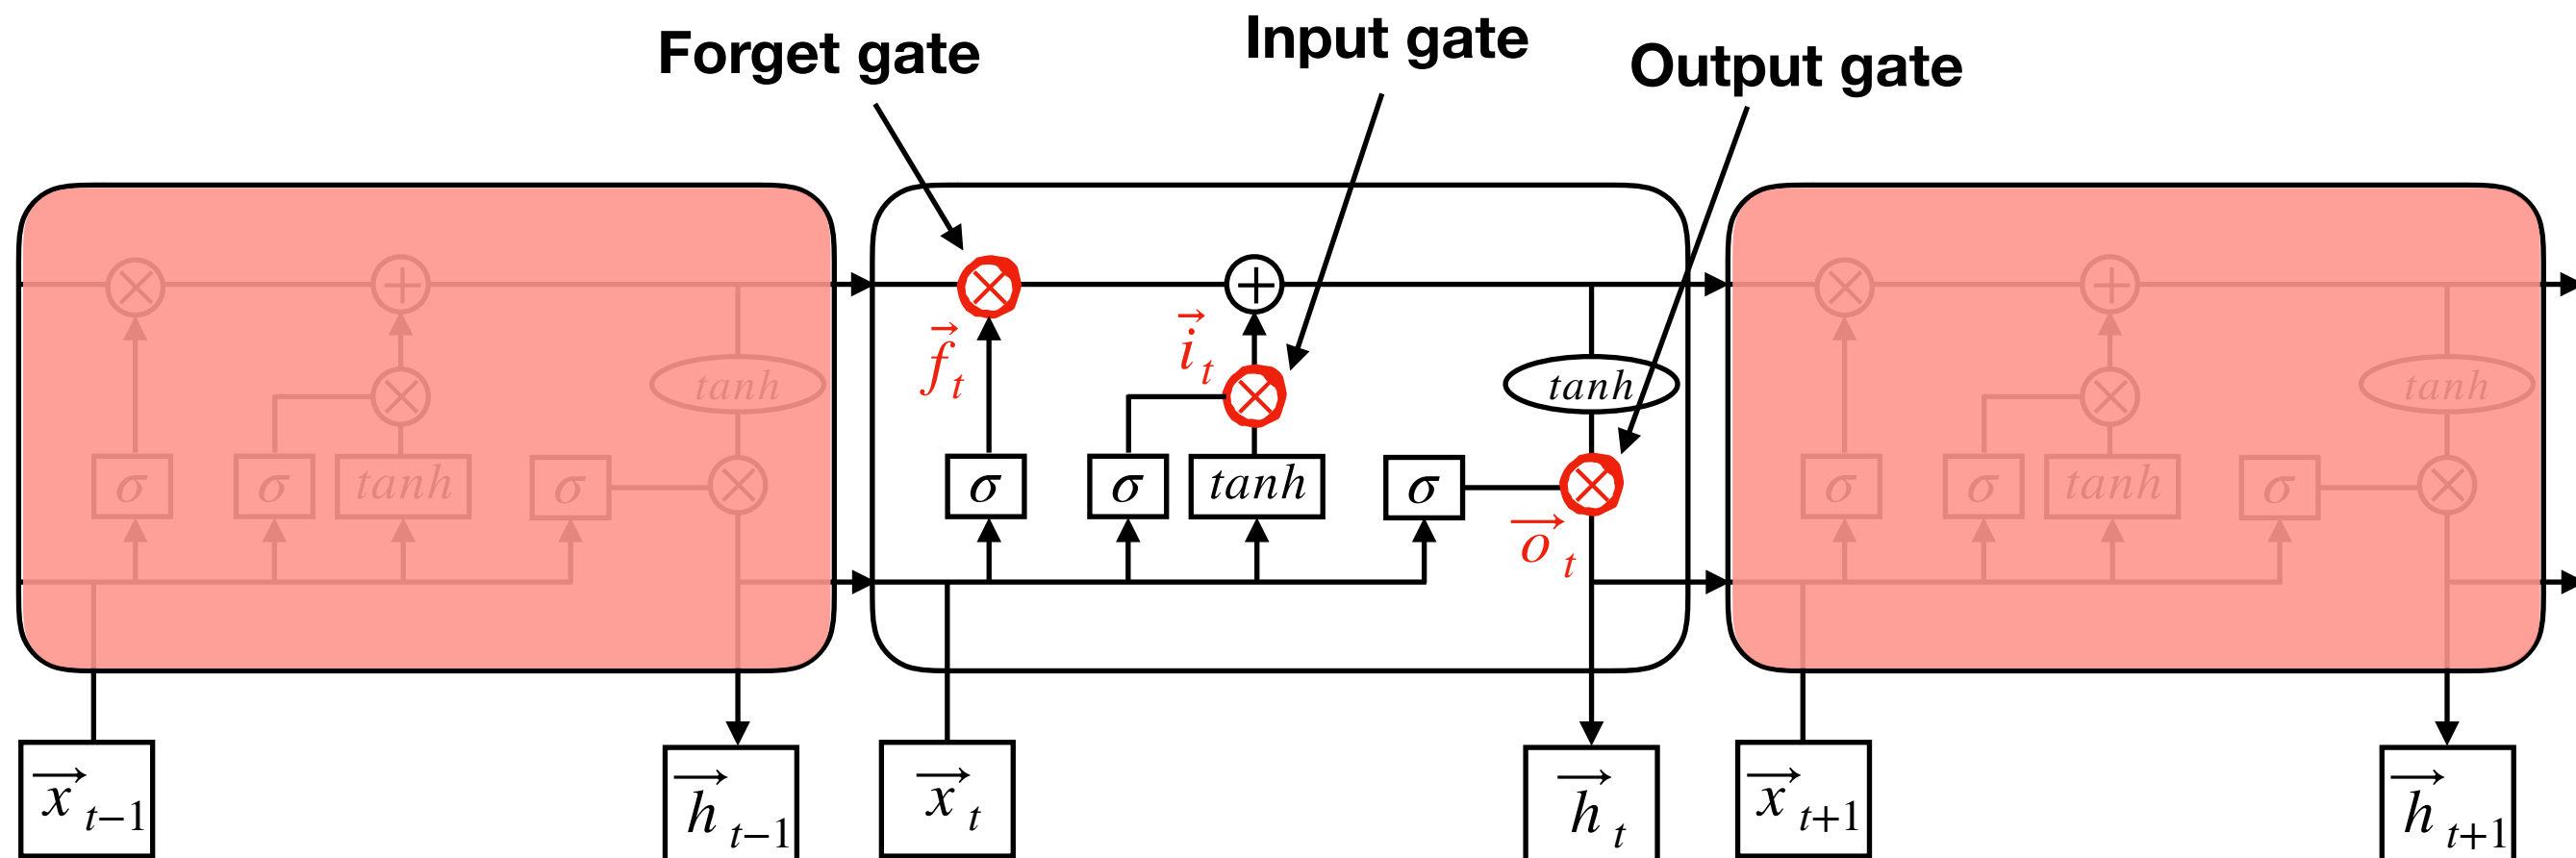 Forget gate
Input gate
Output gate
tanh
σ
σ
tanh
σ
f t
i t
tanh
σ
σ
tanh
σ
o t
tanh
σ
σ
tanh
σ
x t−1
h t−1
x t
h t
x t+1
h t+1